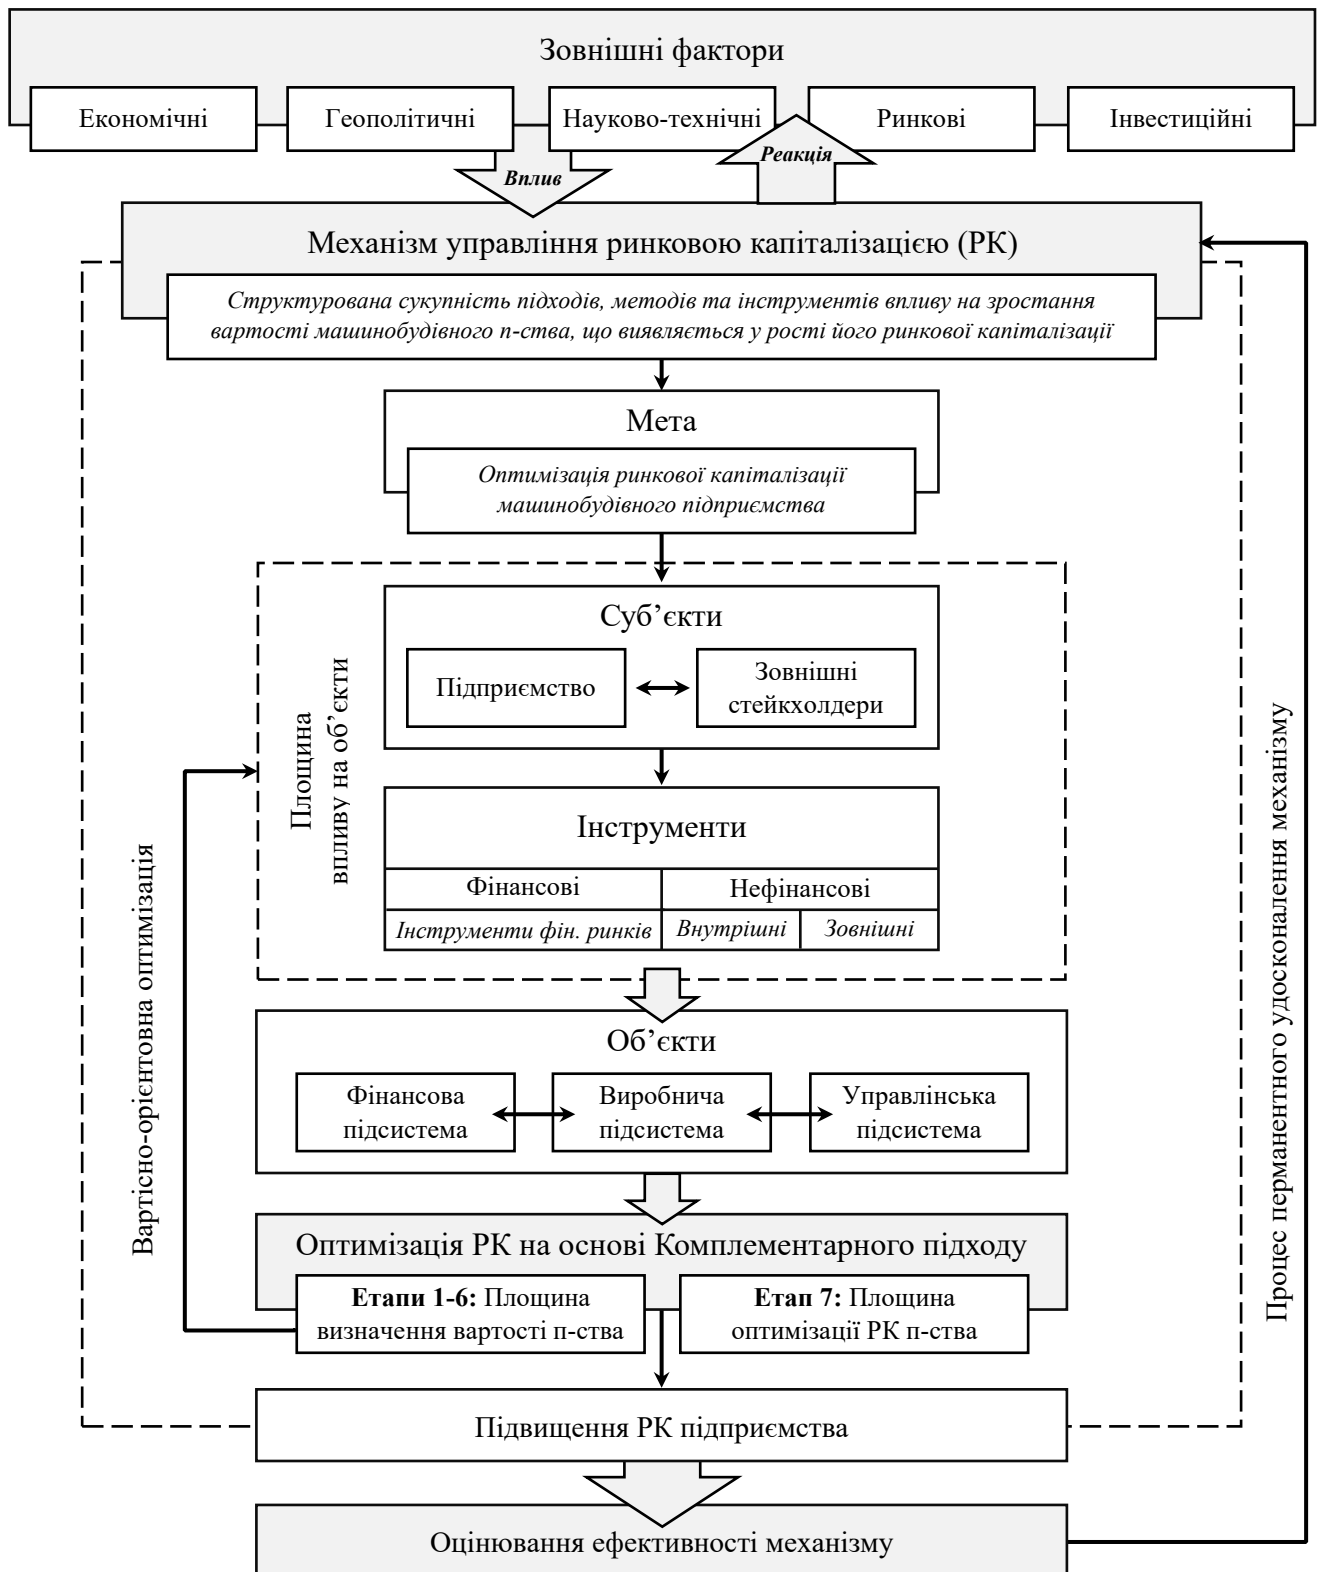 Зовнішні фактори
Економічні
Геополітичні
Науково-технічні
Ринкові
Інвестиційні
Вплив
Реакція
Механізм управління ринковою капіталізацією (РК)
Структурована сукупність підходів, методів та інструментів впливу на зростання
вартості машинобудівного п-ства, що виявляється у рості його ринкової капіталізації
Мета
Оптимізація ринкової капіталізації
машинобудівного підприємства
Площина
впливу на об’єкти
Суб’єкти
Підприємство
Зовнішні
стейкхолдери
Інструменти
Фінансові
Нефінансові
Інструменти фін. ринків
Внутрішні
Зовнішні
Вартісно-орієнтовна оптимізація
Процес перманентного удосконалення механізму
Об’єкти
Фінансова
підсистема
Виробнича
підсистема
Управлінська
підсистема
Оптимізація РК на основі Комплементарного підходу
Етапи 1-6: Площина
визначення вартості п-ства
Етап 7: Площина
оптимізації РК п-ства
Підвищення РК підприємства
Оцінювання ефективності механізму